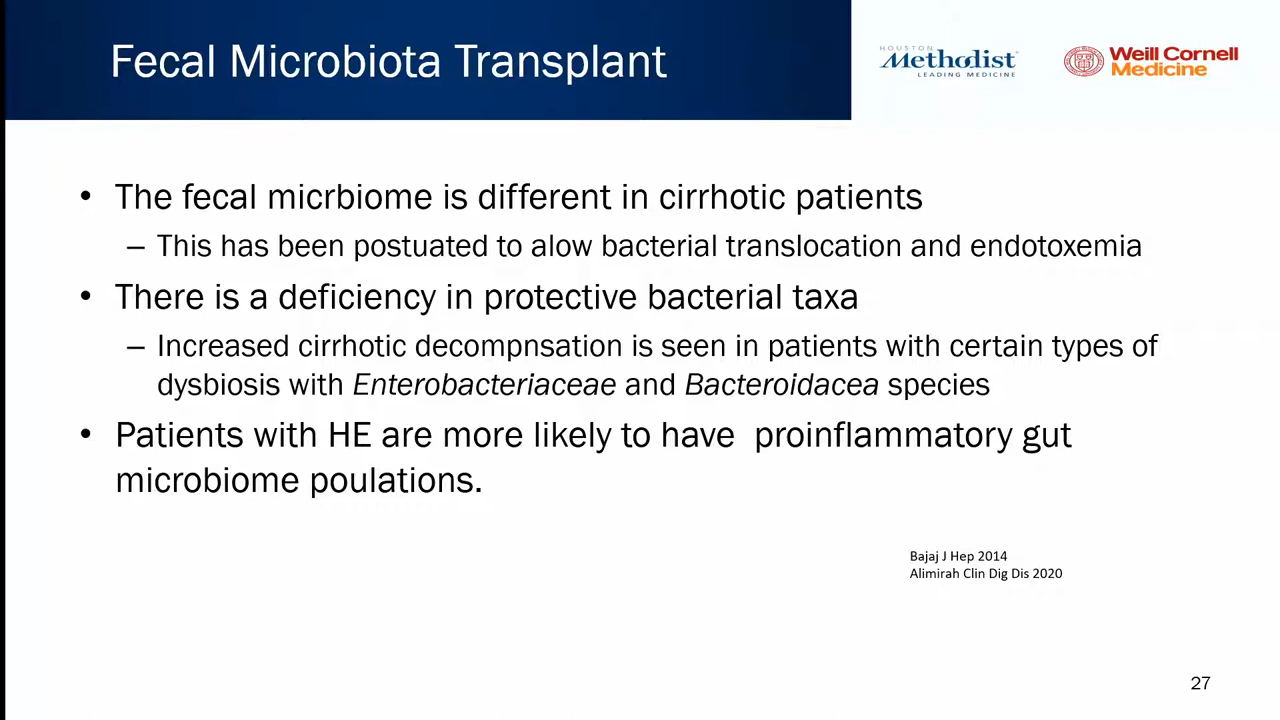 Fecal Microbiota Transplant
HOUSTON
Methodist
LEADING MEDICINE
Weill Cornell
Medicine
• The fecal micrbiome is different in cirrhotic patients
– This has been postuated to alow bacterial translocation and endotoxemia
• There is a deficiency in protective bacterial taxa
– Increased cirrhotic decompnsation is seen in patients with certain types of
dysbiosis with Enterobacteriaceae and Bacteroidacea species
• Patients with HE are more likely to have  proinflammatory gut
microbiome poulations.
Bajaj J Hep 2014
Alimirah Clin Dig Dis 2020
27